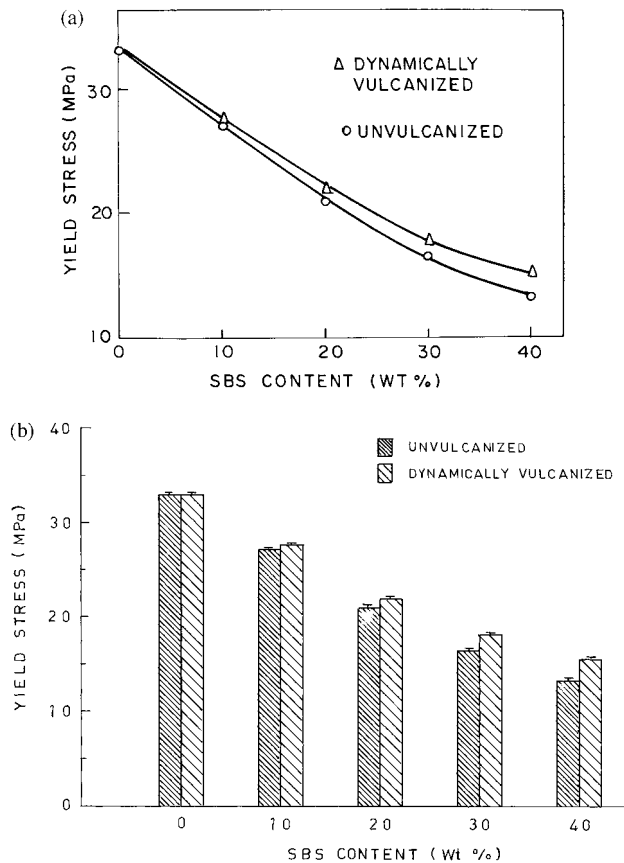 (a)
30
20
10
YIELD STRESS (MPa)
△ DYNAMICALLY
VULCANIZED
○ UNVULCANIZED
0 10 20 30 40
SBS CONTENT (WT %)
(b)
40
30
20
10
0
YIELD STRESS (MPa)
UNVULCANIZED
DYNAMICALLY VULCANIZED
0 10 20 30 40
SBS CONTENT (Wt %)